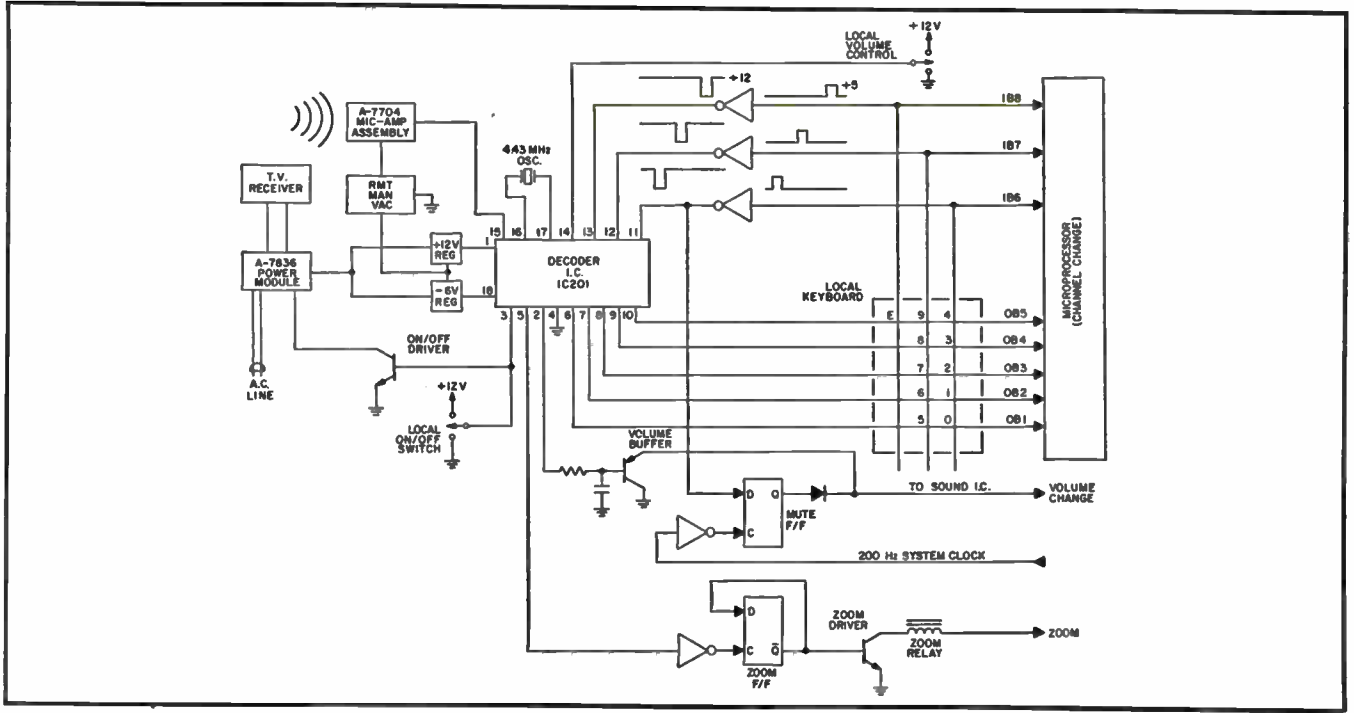 +12V
LOCAL
VOLUME
CONTROL
+12
+5
IB8
A-7704
MIC-AMP
ASSEMBLY
4.43 MHz
OSC.
IB7
T.V.
RECEIVER
RMT
MAN
VAC
IB6
15 16 17 14 13 12 11
+12V
REG
1
A-7836
POWER
MODULE
DECODER
I.C.
IC201
-6V
REG
18
LOCAL
KEYBOARD
MICROPROCESSOR
(CHANNEL CHANGE)
3 5 2 4 6 7 8 9 10
E 9 4 OB5
8 3 OB4
7 2 OB3
6 1 OB2
5 0 OB1
ON/OFF
DRIVER
A.C.
LINE
+12V
LOCAL
ON/OFF
SWITCH
VOLUME
BUFFER
D Q
C
MUTE
F/F
TO SOUND I.C.
VOLUME
CHANGE
200 Hz SYSTEM CLOCK
D
C Q̄
ZOOM
F/F
ZOOM
DRIVER
ZOOM
RELAY
ZOOM